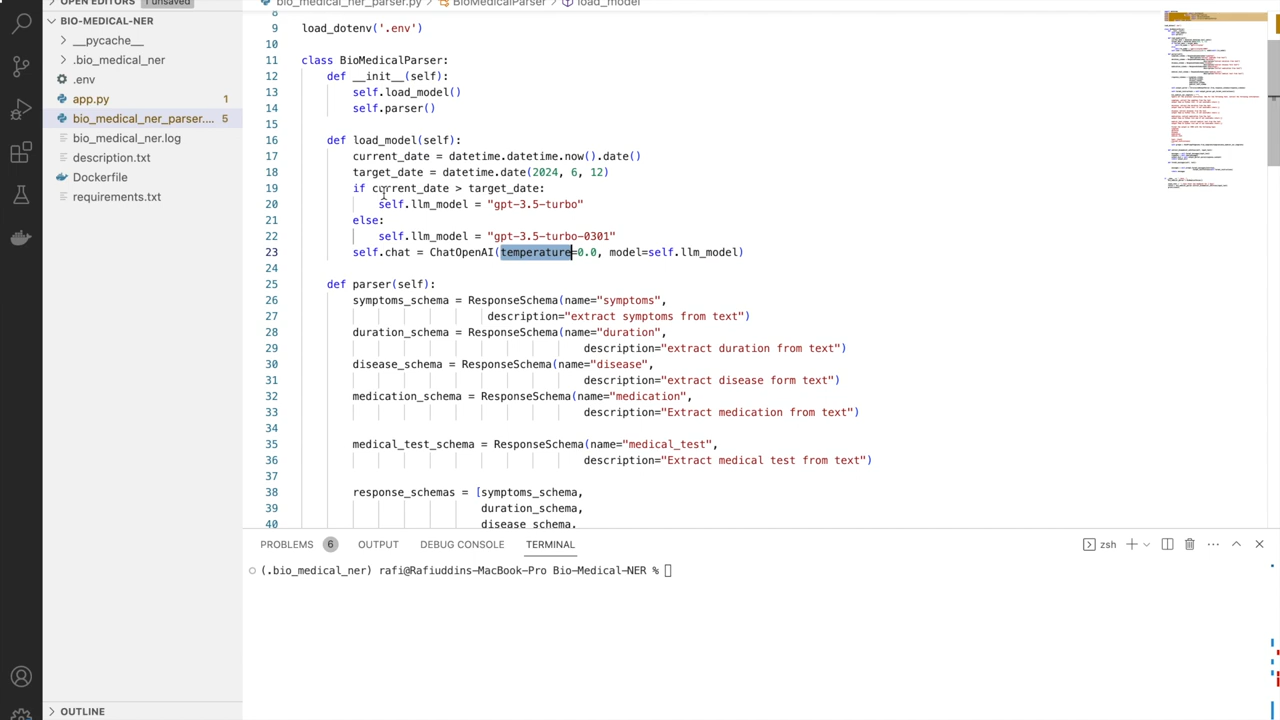 OPEN EDITORS 1 unsaved
bio_medical_ner_parser.py > BioMedicalParser > load_model
BIO-MEDICAL-NER
__pycache__
.bio_medical_ner
.env
app.py 1
bio_medical_ner_parser.... 5
bio_medical_ner.log
description.txt
Dockerfile
requirements.txt
OUTLINE
8
9 load_dotenv('.env')
10
11 class BioMedicalParser:
12 def __init__(self):
13 self.load_model()
14 self.parser()
15
16 def load_model(self):
17 current_date = datetime.datetime.now().date()
18 target_date = datetime.date(2024, 6, 12)
19 if current_date > target_date:
20 self.llm_model = "gpt-3.5-turbo"
21 else:
22 self.llm_model = "gpt-3.5-turbo-0301"
23 self.chat = ChatOpenAI(temperature=0.0, model=self.llm_model)
24
25 def parser(self):
26 symptoms_schema = ResponseSchema(name="symptoms",
27 description="extract symptoms from text")
28 duration_schema = ResponseSchema(name="duration",
29 description="extract duration from text")
30 disease_schema = ResponseSchema(name="disease",
31 description="extract disease form text")
32 medication_schema = ResponseSchema(name="medication",
33 description="Extract medication from text")
34
35 medical_test_schema = ResponseSchema(name="medical_test",
36 description="Extract medical test from text")
37
38 response_schemas = [symptoms_schema,
39 duration_schema,
40 disease_schema,
PROBLEMS 6 OUTPUT DEBUG CONSOLE TERMINAL zsh
(.bio_medical_ner) rafi@Rafiuddins-MacBook-Pro Bio-Medical-NER %